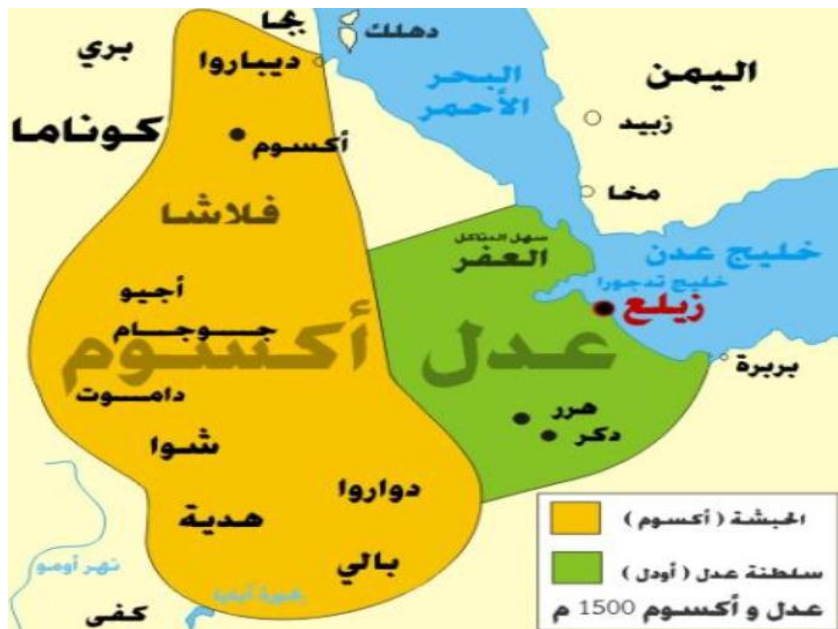 دهلك
بجا
بري
ديباروا
اليمن
البحر
الأحمر
كوناما
زبيد
أكسوم
مخا
فلاشا
سهل الدناكل
العفر
خليج عدن
خليج تدجورا
أجيو
زيلع
جوجام
عدل
أكسوم
بربرة
داموت
هرر
دكر
شوا
دواروا
هدية
الحبشة ( أكسوم )
بالي
نهر أومو
سلطنة عدل ( أودل )
كفى
عدل و أكسوم 1500 م